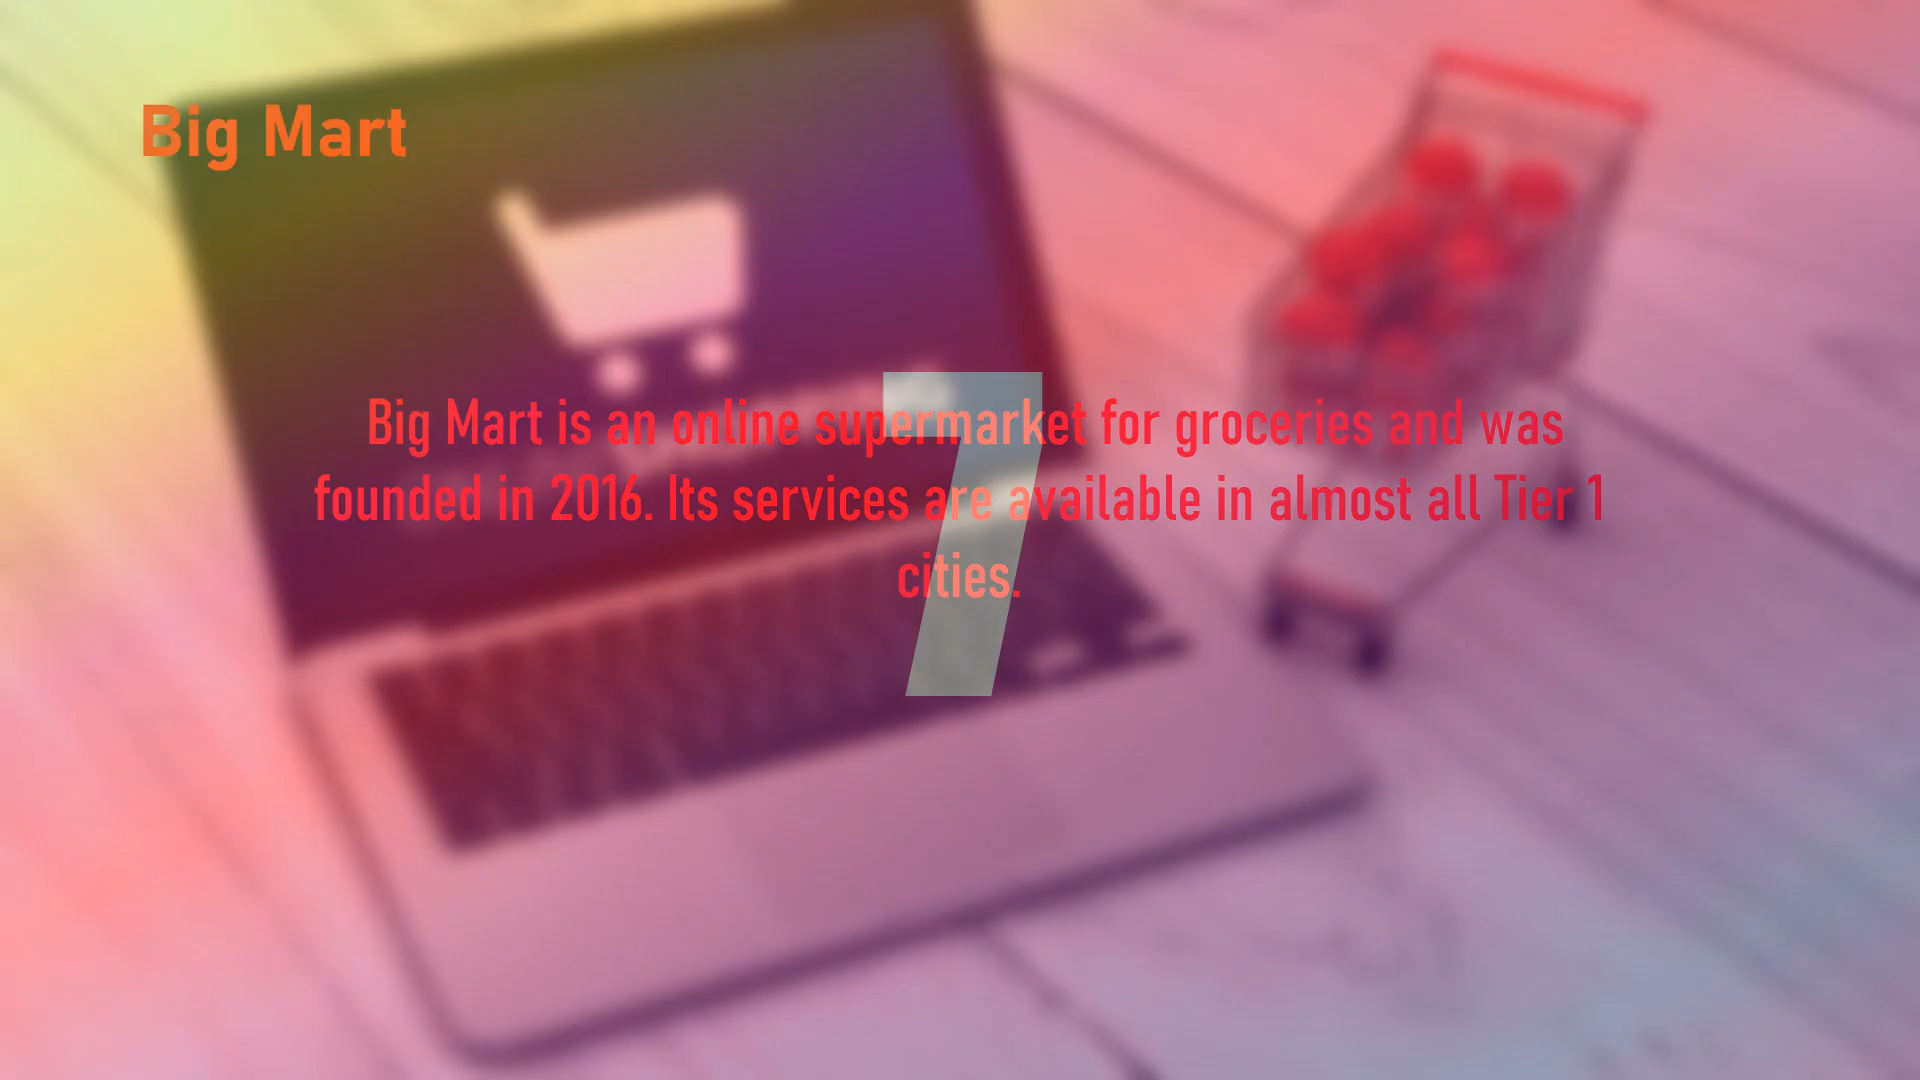 Big Mart
Big Mart is an online supermarket for groceries and was
founded in 2016. Its services are available in almost all Tier 1
cities.
7